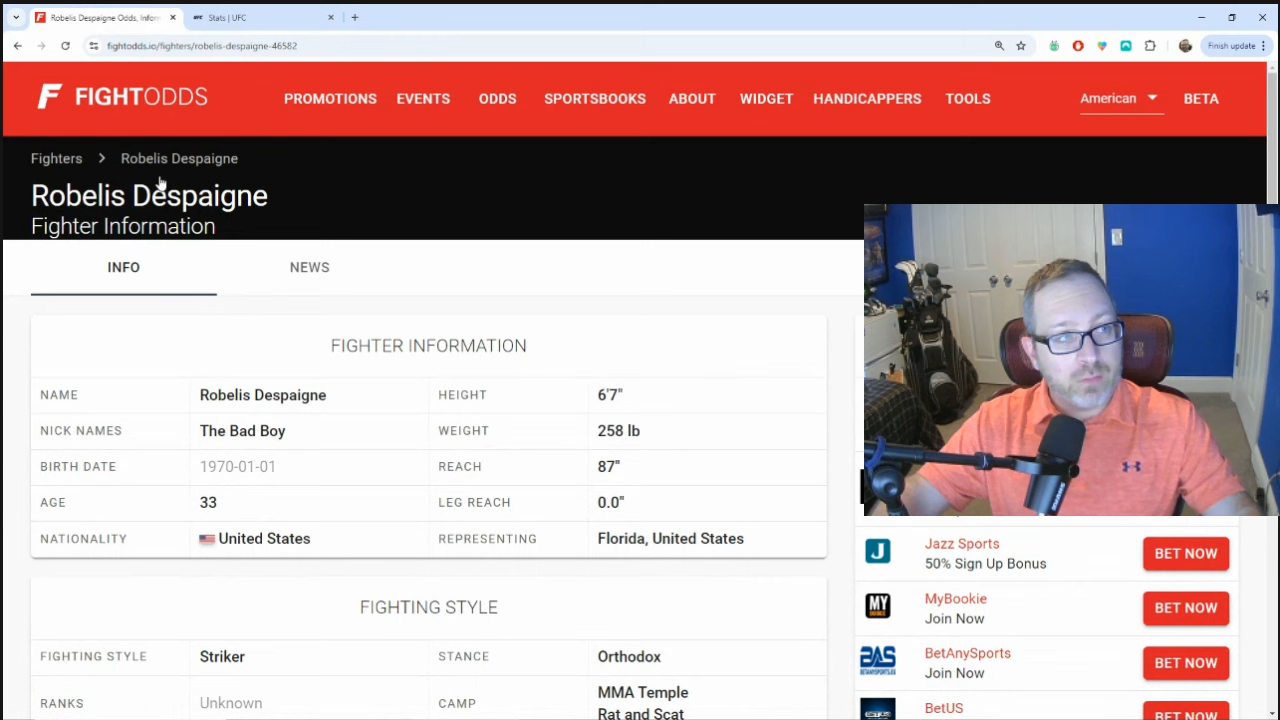 Robelis Despaigne Odds, Inform
Stats | UFC
fightodds.io/fighters/robelis-despaigne-46582
Finish update
FIGHTODDS
PROMOTIONS
EVENTS
ODDS
SPORTSBOOKS
ABOUT
WIDGET
HANDICAPPERS
TOOLS
American
BETA
Fighters > Robelis Despaigne
Robelis Despaigne
Fighter Information
INFO
NEWS
FIGHTER INFORMATION
NAME Robelis Despaigne HEIGHT 6'7"
NICK NAMES The Bad Boy WEIGHT 258 lb
BIRTH DATE 1970-01-01 REACH 87"
AGE 33 LEG REACH 0.0"
NATIONALITY United States REPRESENTING Florida, United States
FIGHTING STYLE
FIGHTING STYLE Striker STANCE Orthodox
RANKS Unknown CAMP MMA Temple
Rat and Scat
Jazz Sports
50% Sign Up Bonus
BET NOW
MY
MyBookie
Join Now
BET NOW
BAS
BetAnySports
Join Now
BET NOW
BetUS
BET NOW